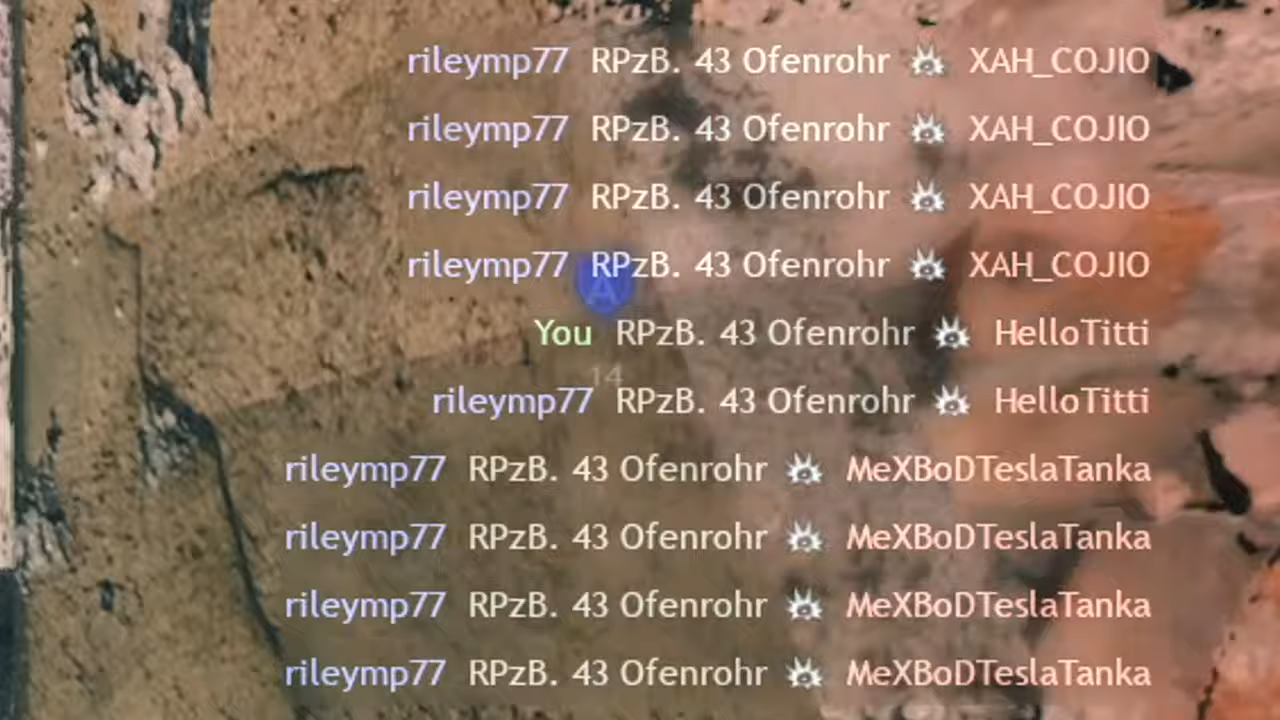 rileymp77 RPzB. 43 Ofenrohr XAH_COJIO
rileymp77 RPzB. 43 Ofenrohr XAH_COJIO
rileymp77 RPzB. 43 Ofenrohr XAH_COJIO
rileymp77 RPzB. 43 Ofenrohr XAH_COJIO
A
You RPzB. 43 Ofenrohr HelloTitti
14
rileymp77 RPzB. 43 Ofenrohr HelloTitti
rileymp77 RPzB. 43 Ofenrohr MeXBoDTeslaTanka
rileymp77 RPzB. 43 Ofenrohr MeXBoDTeslaTanka
rileymp77 RPzB. 43 Ofenrohr MeXBoDTeslaTanka
rileymp77 RPzB. 43 Ofenrohr MeXBoDTeslaTanka